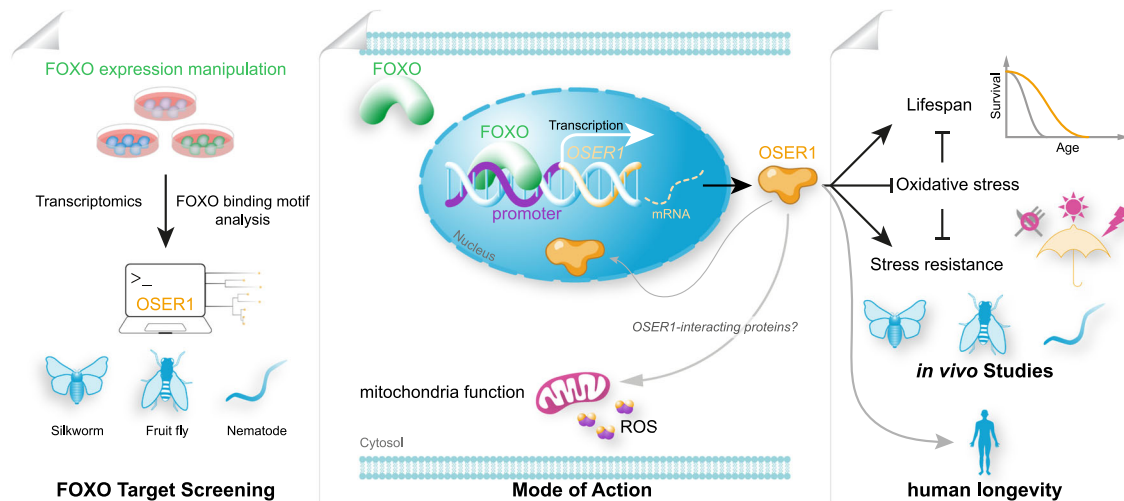 FOXO expression manipulation
Transcriptomics
FOXO binding motif
analysis
>_
OSER1
Silkworm
Fruit fly
Nematode
FOXO Target Screening
FOXO
FOXO
Transcription
OSER1
promoter
mRNA
Nucleus
OSER1
OSER1-interacting proteins?
mitochondria function
ROS
Cytosol
Mode of Action
Lifespan
Survival
Age
Oxidative stress
Stress resistance
in vivo Studies
human longevity